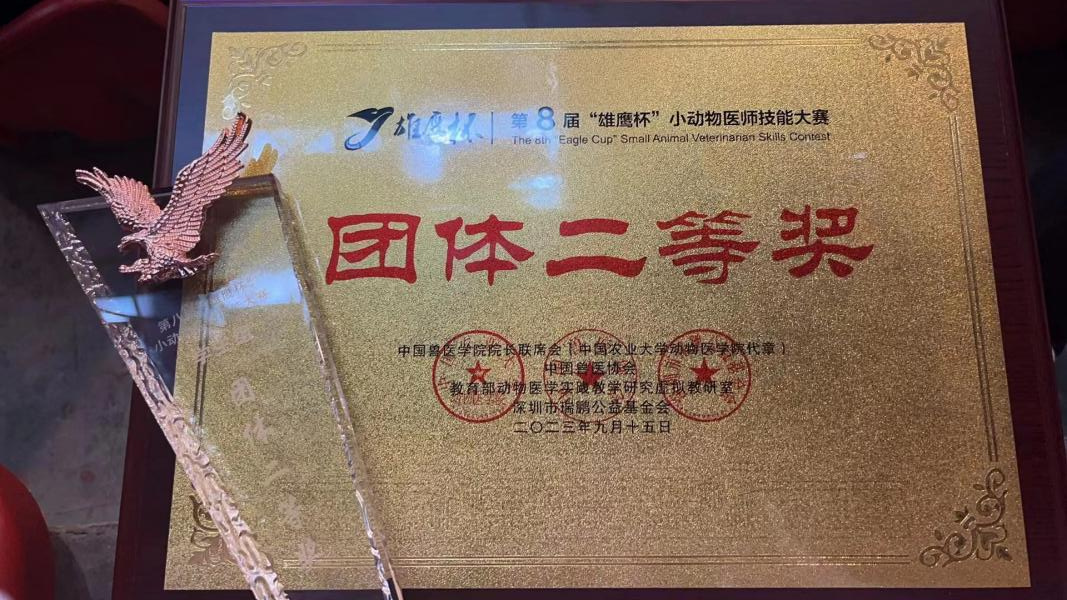 雄鹰杯
第8届“雄鹰杯”小动物医师技能大赛
The 8th "Eagle Cup" Small Animal Veterinarian Skills Contest
团体二等奖
中国兽医学院院长联席会(中国农业大学动物医学院代章)
中国兽医协会
教育部动物医学实践教学研究虚拟教研室
深圳市瑞鹏公益基金会
二〇二三年九月十五日
第八
小动
团体二等奖